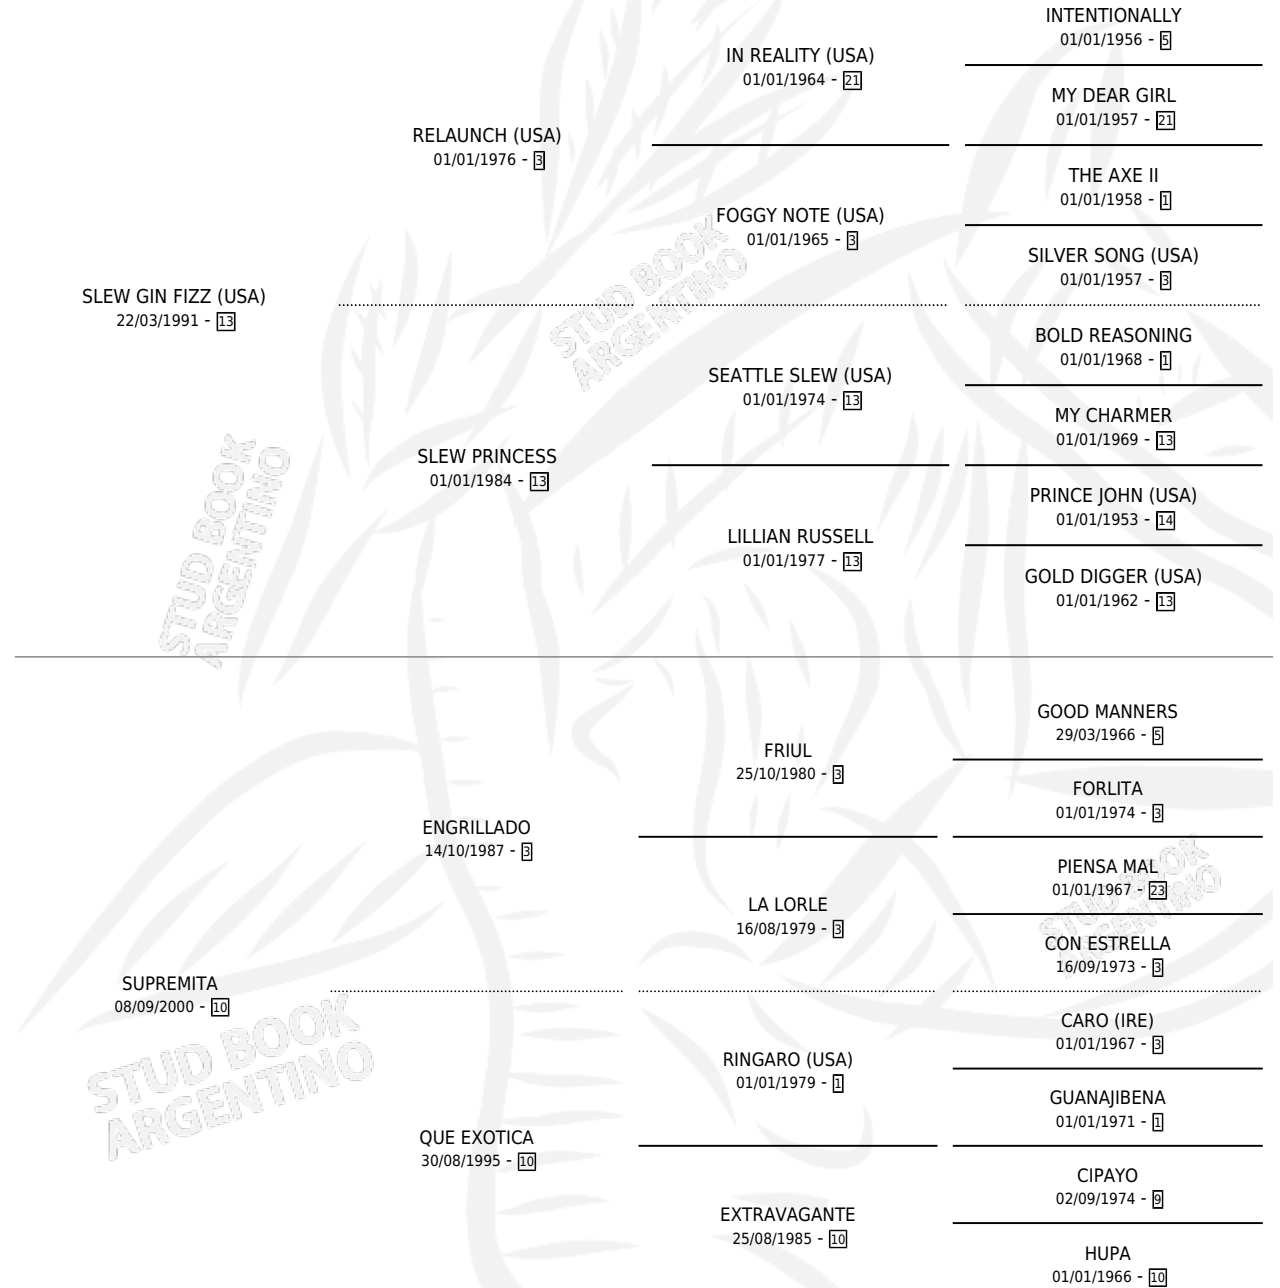 INTENTIONALLY
01/01/1956 - 5
IN REALITY (USA)
01/01/1964 - 21
MY DEAR GIRL
01/01/1957 - 21
RELAUNCH (USA)
01/01/1976 - 3
THE AXE II
01/01/1958 - 1
FOGGY NOTE (USA)
01/01/1965 - 3
SILVER SONG (USA)
01/01/1957 - 3
SLEW GIN FIZZ (USA)
22/03/1991 - 13
BOLD REASONING
01/01/1968 - 1
SEATTLE SLEW (USA)
01/01/1974 - 13
MY CHARMER
01/01/1969 - 13
SLEW PRINCESS
01/01/1984 - 13
PRINCE JOHN (USA)
01/01/1953 - 14
LILLIAN RUSSELL
01/01/1977 - 13
GOLD DIGGER (USA)
01/01/1962 - 13
GOOD MANNERS
29/03/1966 - 5
FRIUL
25/10/1980 - 3
FORLITA
01/01/1974 - 3
ENGRILLADO
14/10/1987 - 3
PIENSA MAL
01/01/1967 - 23
LA LORLE
16/08/1979 - 3
CON ESTRELLA
16/09/1973 - 3
SUPREMITA
08/09/2000 - 10
CARO (IRE)
01/01/1967 - 3
RINGARO (USA)
01/01/1979 - 1
GUANAJIBENA
01/01/1971 - 1
QUE EXOTICA
30/08/1995 - 10
CIPAYO
02/09/1974 - 9
EXTRAVAGANTE
25/08/1985 - 10
HUPA
01/01/1966 - 10
STUD BOOK
ARGENTINO
STUD BOOK
ARGENTINO
STUD BOOK
ARGENTINO
STUD BOOK
ARGENTINO